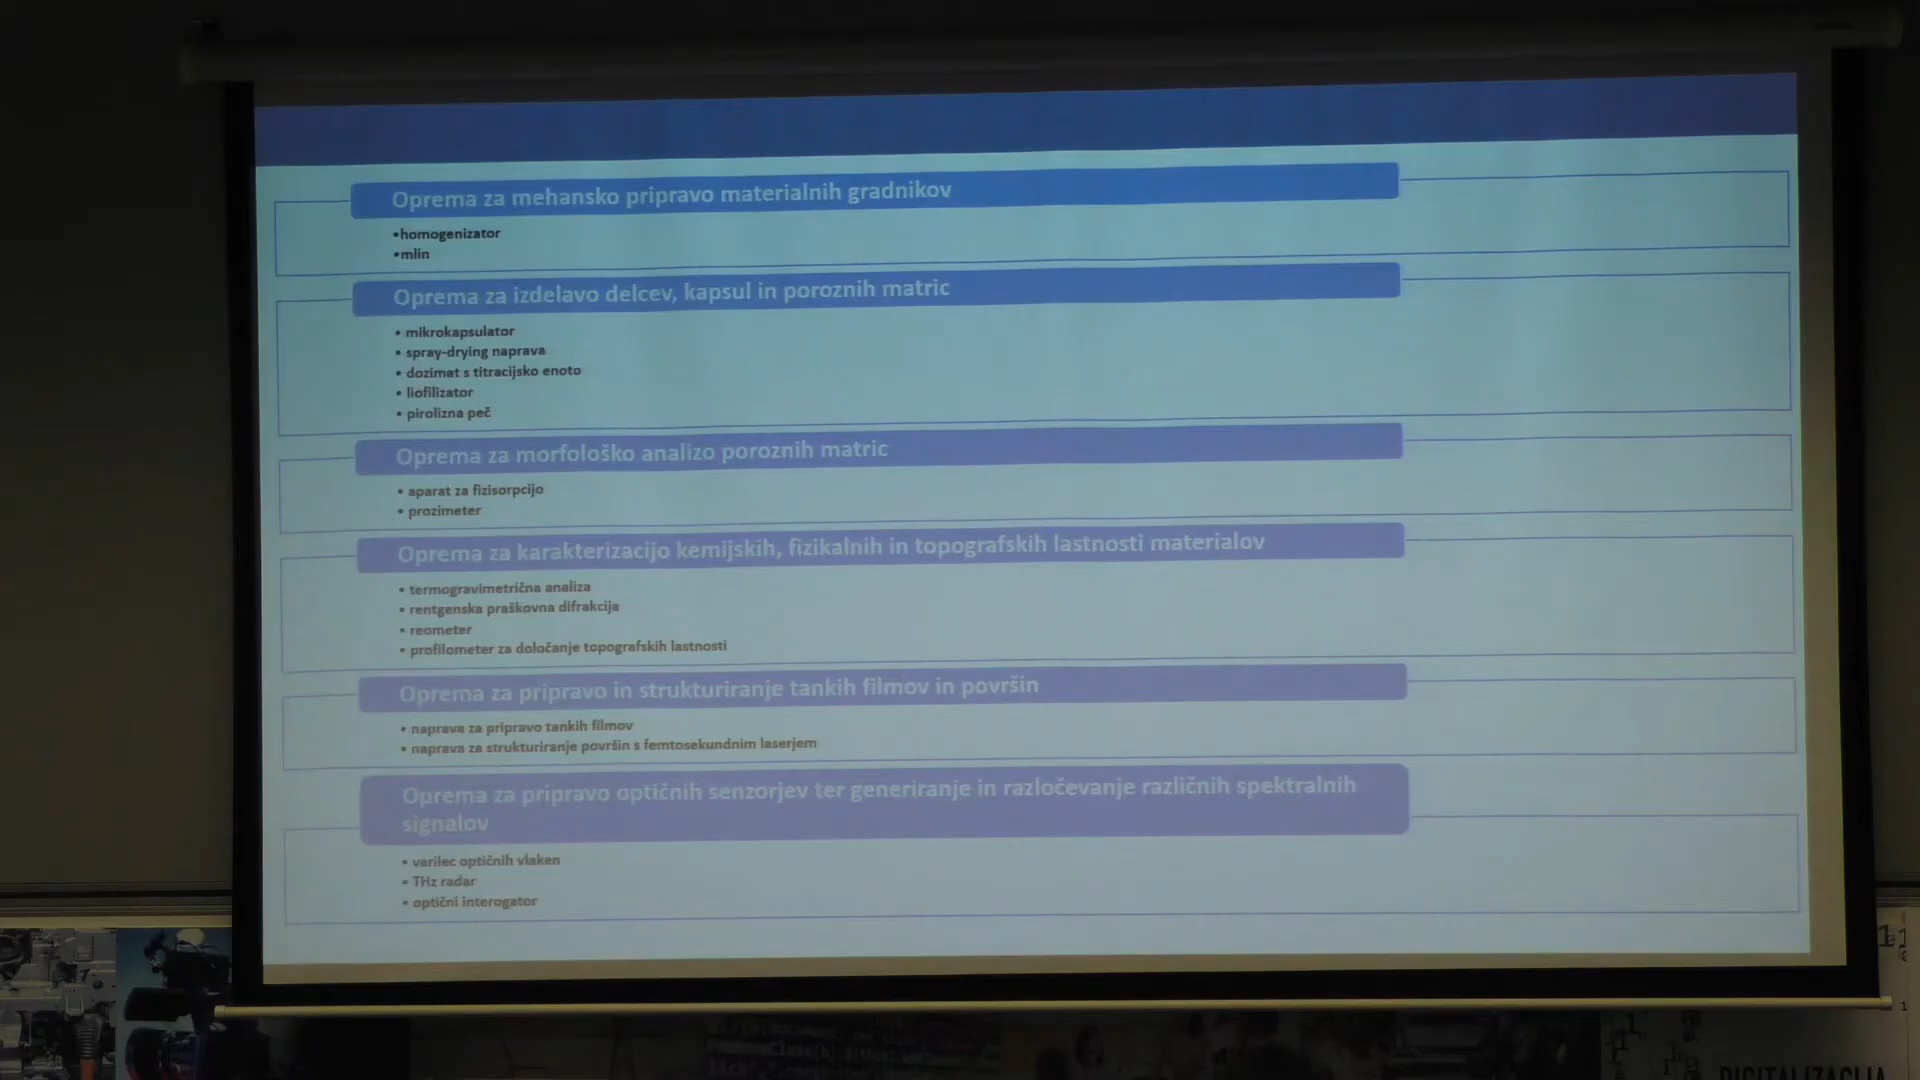 Oprema za mehansko pripravo materialnih gradnikov
•homogenizator
•mlin
Oprema za izdelavo delcev, kapsul in poroznih matric
• mikrokapsulator
• spray-drying naprava
• dozimat s titracijsko enoto
• liofilizator
• pirolizna peč
Oprema za morfološko analizo poroznih matric
• aparat za fizisorpcijo
• prozimeter
Oprema za karakterizacijo kemijskih, fizikalnih in topografskih lastnosti materialov
• termogravimetrična analiza
• rentgenska praškovna difrakcija
• reometer
• profilometer za določanje topografskih lastnosti
Oprema za pripravo in strukturiranje tankih filmov in površin
• naprava za pripravo tankih filmov
• naprava za strukturiranje površin s femtosekundnim laserjem
Oprema za pripravo optičnih senzorjev ter generiranje in razločevanje različnih spektralnih
signalov
• varilec optičnih vlaken
• THz radar
• optični interogator
DIGITALIZACIJA